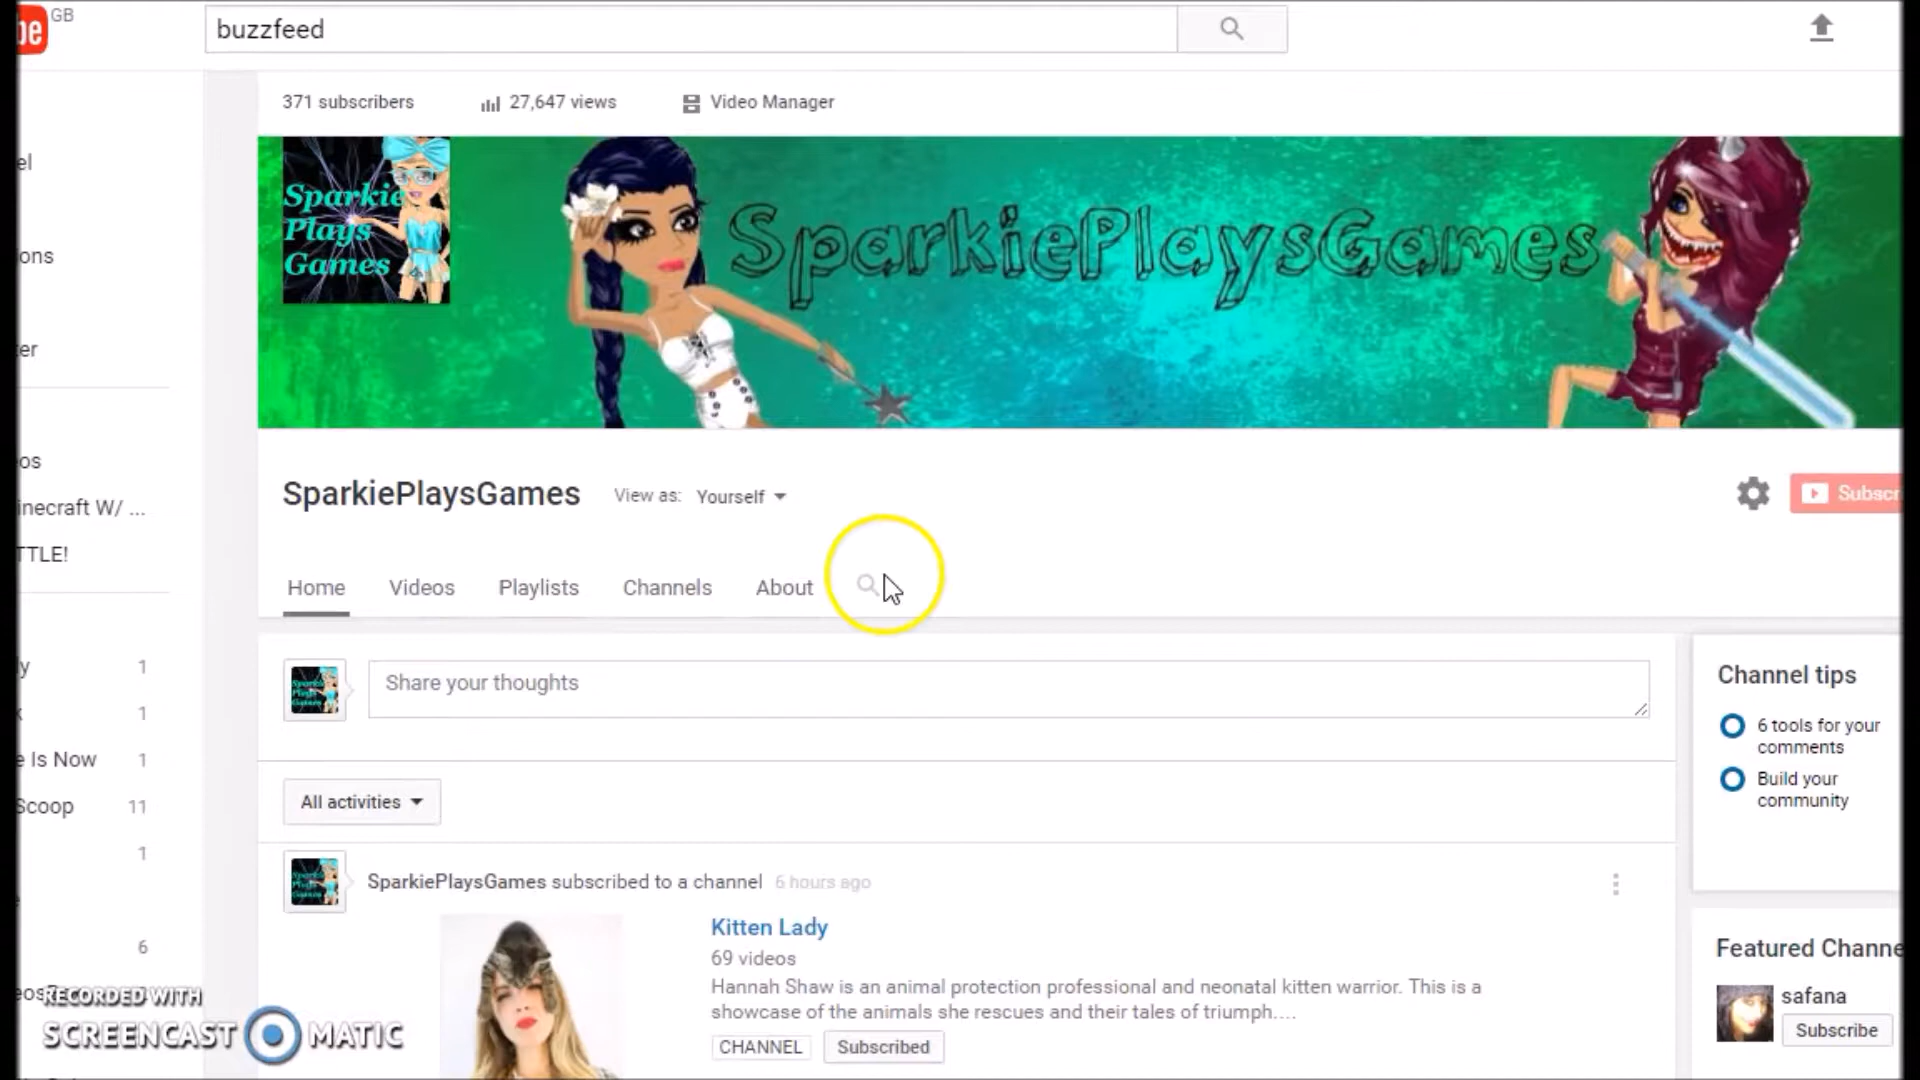 be GB
buzzfeed
371 subscribers 27,647 views Video Manager
Sparkie
Plays
Games
SparkiePlaysGames
SparkiePlaysGames View as: Yourself
Subscr
Home Videos Playlists Channels About
Share your thoughts
All activities
SparkiePlaysGames subscribed to a channel 6 hours ago
Kitten Lady
69 videos
Hannah Shaw is an animal protection professional and neonatal kitten warrior. This is a
showcase of the animals she rescues and their tales of triumph....
CHANNEL Subscribed
Channel tips
6 tools for your
comments
Build your
community
Featured Channe
safana
Subscribe
el
ons
er
os
inecraft W/ ...
TTLE!
y 1
k 1
e Is Now 1
Scoop 11
1
e
6
RECORDED WITH
SCREENCAST MATIC